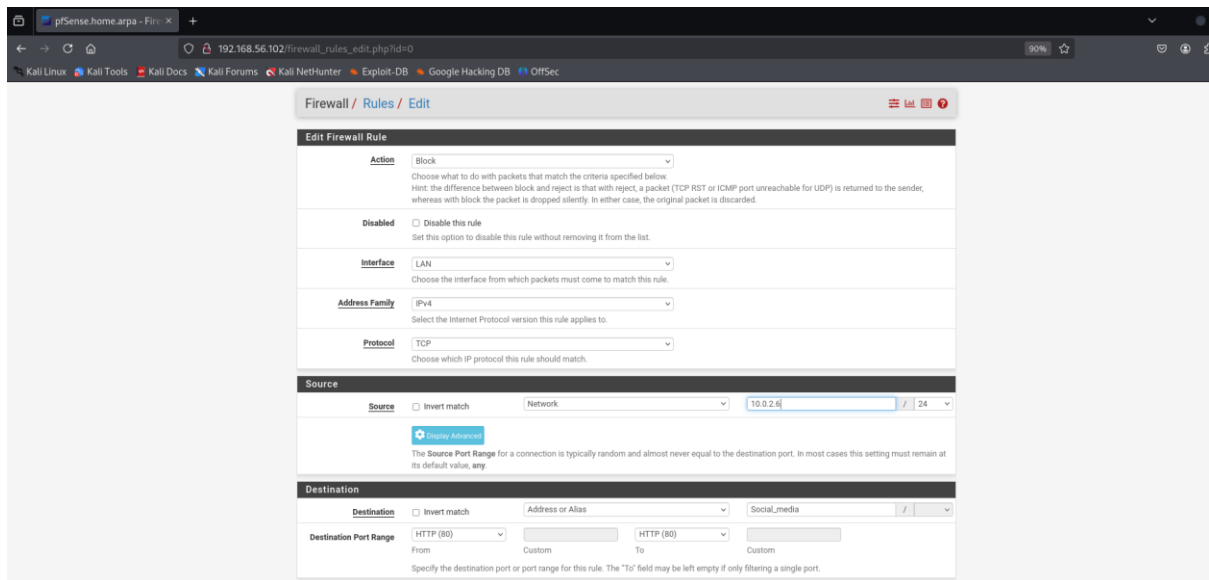 pfSense.home.arpa - Fire
192.168.56.102/firewall_rules_edit.php?id=0
90%
Kali Linux Kali Tools Kali Docs Kali Forums Kali NetHunter Exploit-DB Google Hacking DB OffSec
Firewall / Rules / Edit
Edit Firewall Rule
Action Block
Choose what to do with packets that match the criteria specified below.
Hint: the difference between block and reject is that with reject, a packet (TCP RST or ICMP port unreachable for UDP) is returned to the sender,
whereas with block the packet is dropped silently. In either case, the original packet is discarded.
Disabled Disable this rule
Set this option to disable this rule without removing it from the list.
Interface LAN
Choose the interface from which packets must come to match this rule.
Address Family IPv4
Select the Internet Protocol version this rule applies to.
Protocol TCP
Choose which IP protocol this rule should match.
Source
Source Invert match Network 10.0.2.6 / 24
Display Advanced
The Source Port Range for a connection is typically random and almost never equal to the destination port. In most cases this setting must remain at
its default value, any.
Destination
Destination Invert match Address or Alias Social_media /
Destination Port Range HTTP (80) HTTP (80)
From Custom To Custom
Specify the destination port or port range for this rule. The "To" field may be left empty if only filtering a single port.